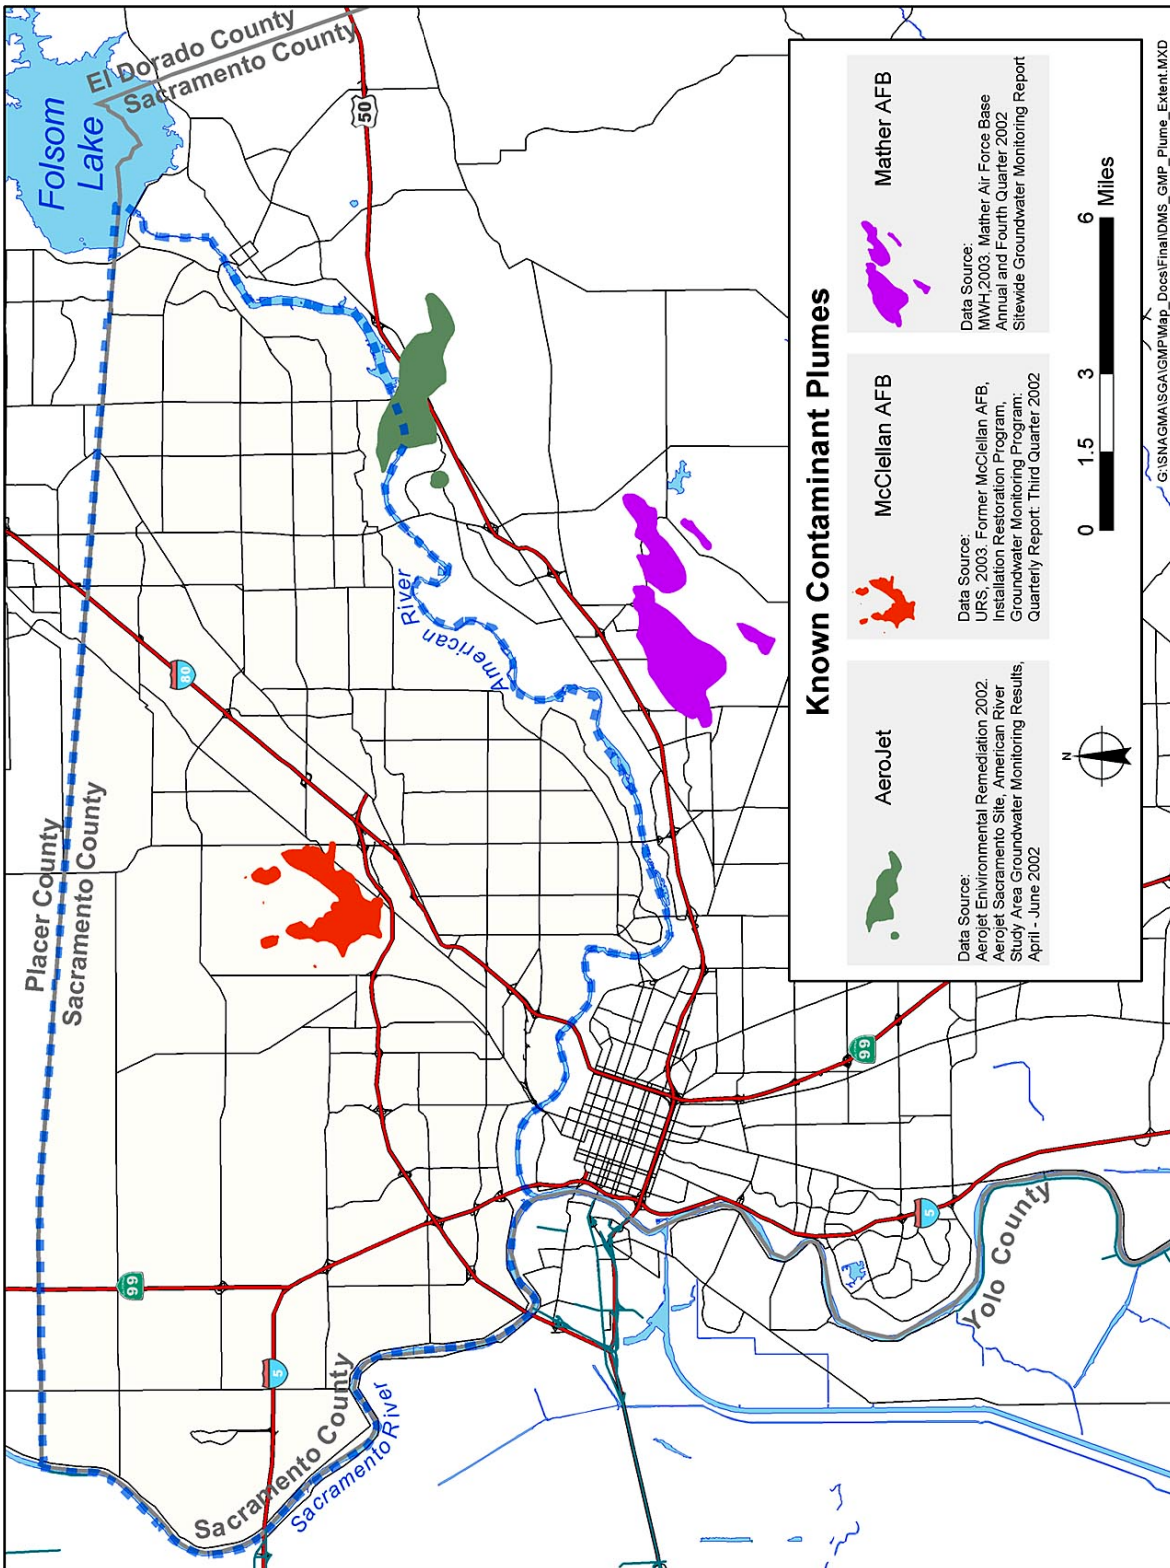 Folsom
Lake
El Dorado County
Sacramento County
50
Placer County
Sacramento County
80
American River
99
5
Sacramento County
Sacramento River
99
5
Yolo County
Known Contaminant Plumes
AeroJet
Data Source:
Aerojet Enivironmental Remediation 2002.
Aerojet Sacramento Site, American River
Study Area Groundwater Monitoring Results,
April - June 2002
McClellan AFB
Data Source:
URS, 2003. Former McClellan AFB,
Installation Restoration Program,
Groundwater Monitoring Program:
Quarterly Report: Third Quarter 2002
Mather AFB
Data Source:
MWH,2003. Mather Air Force Base
Annual and Fourth Quarter 2002
Sitewide Groundwater Monitoring Report
N
0 1.5 3 6 Miles
G:\SNAGMA\SGA\GMP\Map_Docs\Final\DMS_GMP_Plume_Extent.MXD